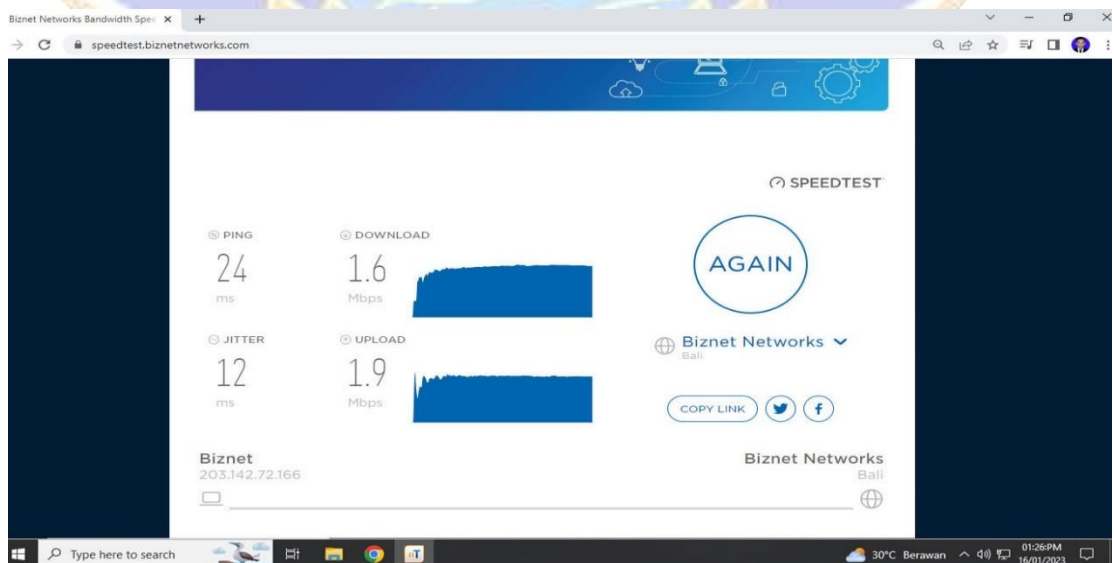 Biznet Networks Bandwidth Spe
speedtest.biznetnetworks.com
SPEEDTEST
PING
DOWNLOAD
24
1.6
AGAIN
ms
Mbps
JITTER
UPLOAD
Biznet Networks
Bali
12
1.9
ms
Mbps
COPY LINK
Biznet
Biznet Networks
203.142.72.166
Bali
Type here to search
30°C Berawan
01:26PM
16/01/2023